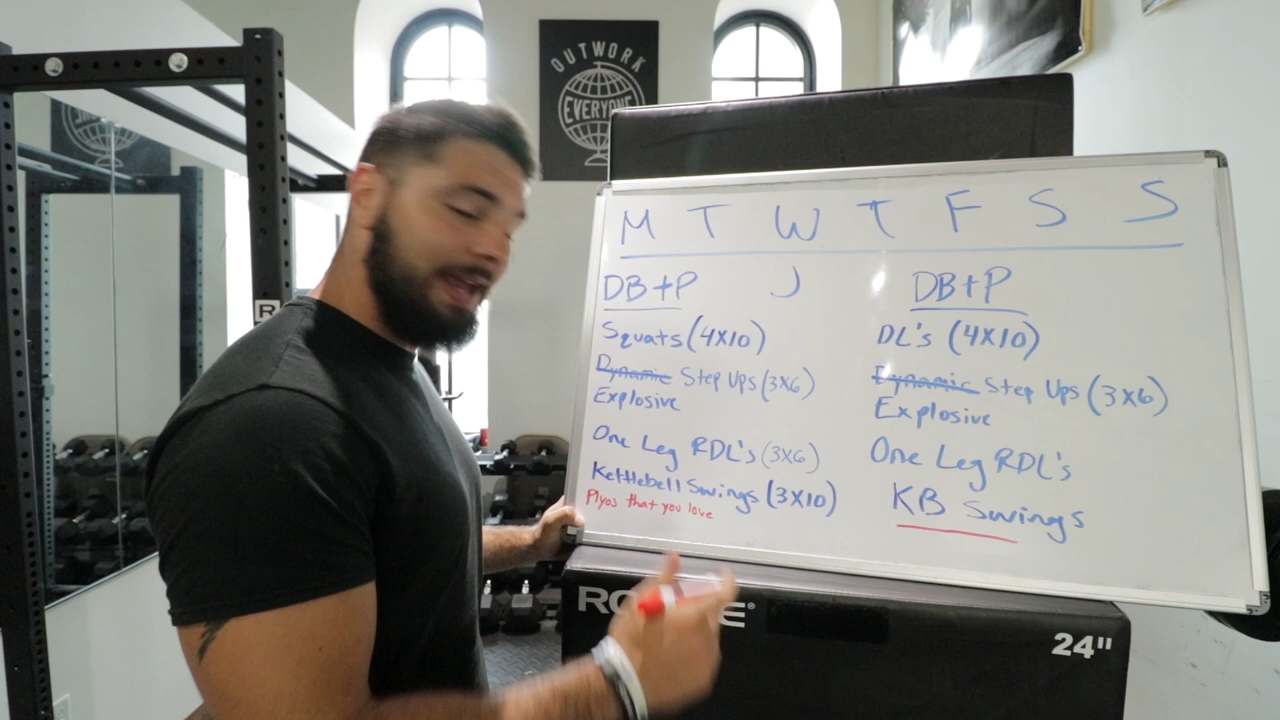 OUTWORK
EVERYONE
M T W T F S S
DB+P
Squats (4X10)
Dynamic Step Ups (3X6)
Explosive
One Leg RDL's (3X6)
Kettlebell Swings (3X10)
Plyos that you love
DB+P
DL's (4X10)
Dynamic Step Ups (3X6)
Explosive
One Leg RDL's
KB Swings
R
24"